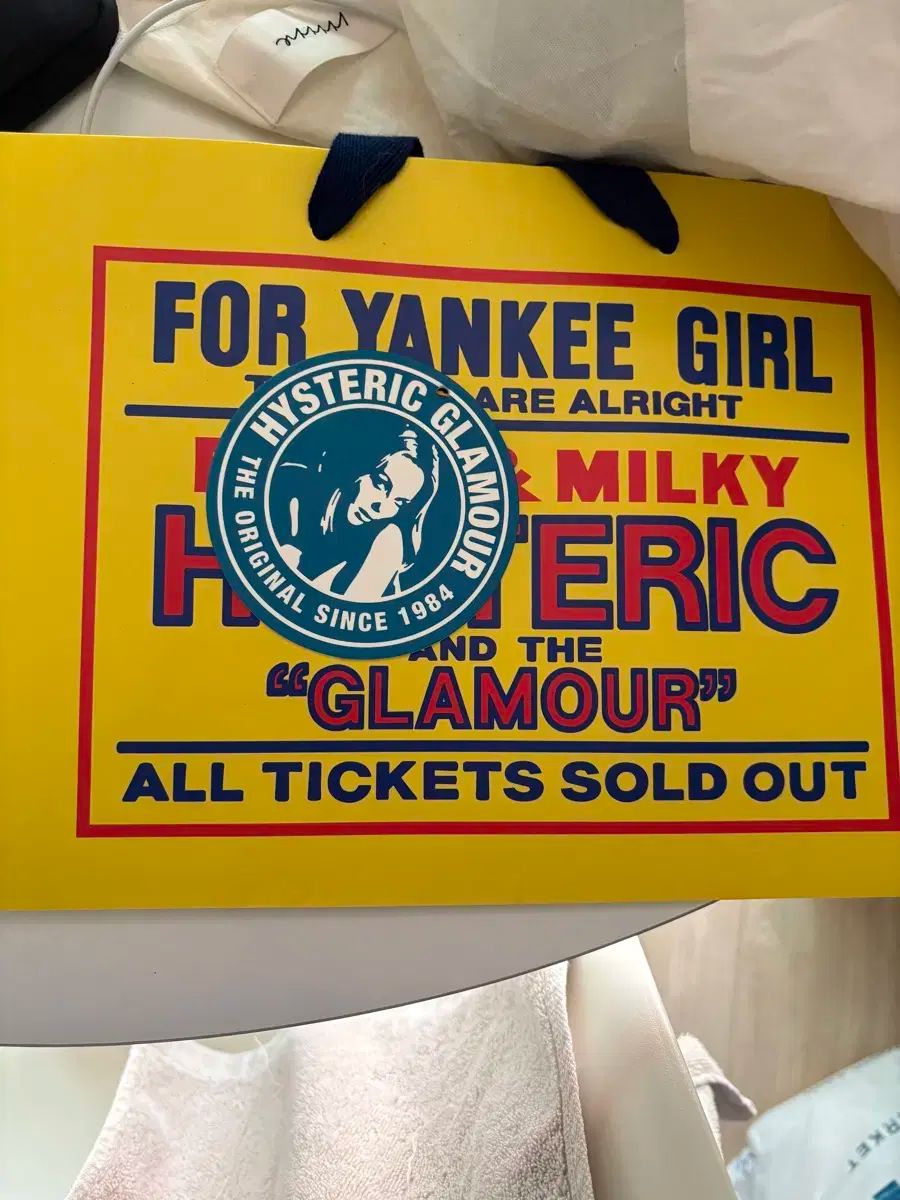 FOR YANKEE GIRL
ARE ALRIGHT
& MILKY
H TERIC
AND THE
“GLAMOUR”
ALL TICKETS SOLD OUT
HYSTERIC GLAMOUR
THE ORIGINAL SINCE 1984
RKET